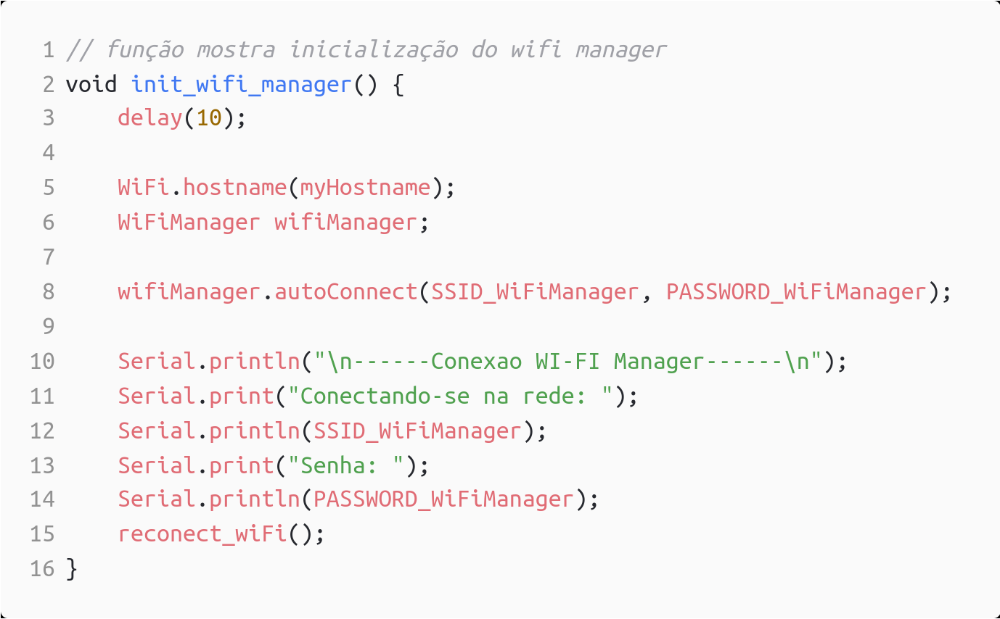 1 // função mostra inicialização do wifi manager
2 void init_wifi_manager() {
3     delay(10);
4
5     WiFi.hostname(myHostname);
6     WiFiManager wifiManager;
7
8     wifiManager.autoConnect(SSID_WiFiManager, PASSWORD_WiFiManager);
9
10     Serial.println("\n------Conexao WI-FI Manager------\n");
11     Serial.print("Conectando-se na rede: ");
12     Serial.println(SSID_WiFiManager);
13     Serial.print("Senha: ");
14     Serial.println(PASSWORD_WiFiManager);
15     reconect_wiFi();
16 }